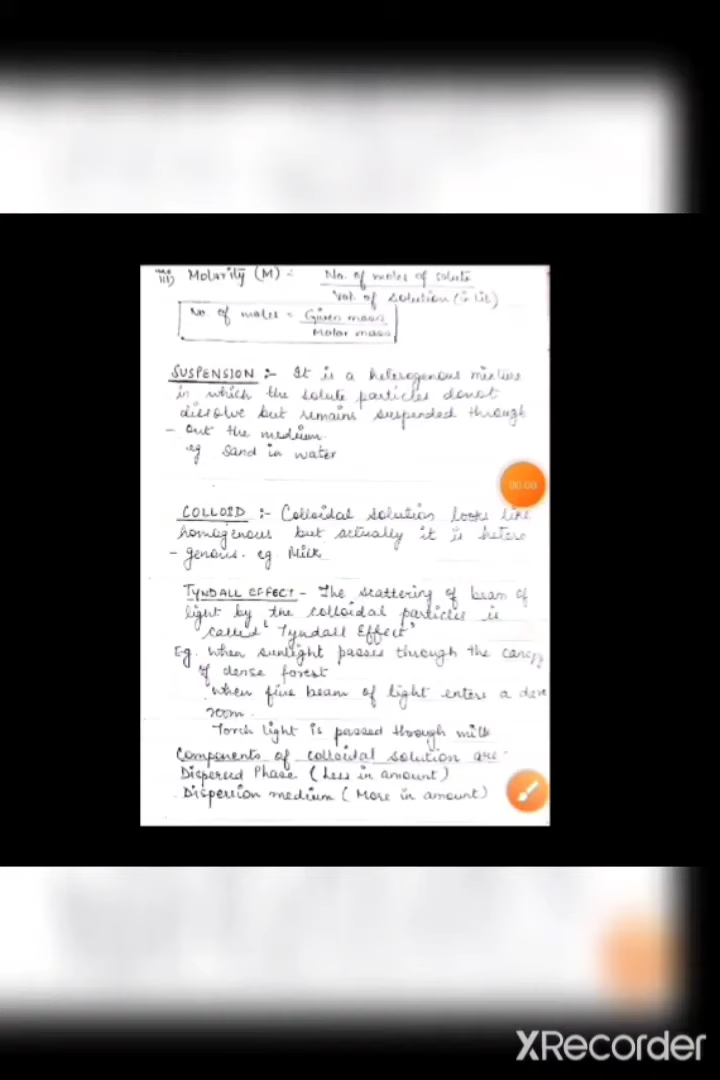 iii) Molarity (M) = No. of moles of solute
Vol. of solution (in lit)
No. of moles = Given mass
Molar mass
SUSPENSION :- It is a heterogenous mixture
in which the solute particles donot
dissolve but remains suspended through
- out the medium.
eg Sand in water
00:00
COLLOID :- Colloidal solution looks like
homogenous but actually it is hetero
- genous. eg Milk
TYNDALL EFFECT - The scattering of beam of
light by the colloidal particles is
called 'Tyndall Effect'
Eg. When sunlight passes through the canopy
of dense forest
When fine beam of light enters a
room.
Torch light is passed through milk
Components of colloidal solution are -
Dispersed Phase (Less in amount)
Dispersion medium (More in amount)
XRecorder